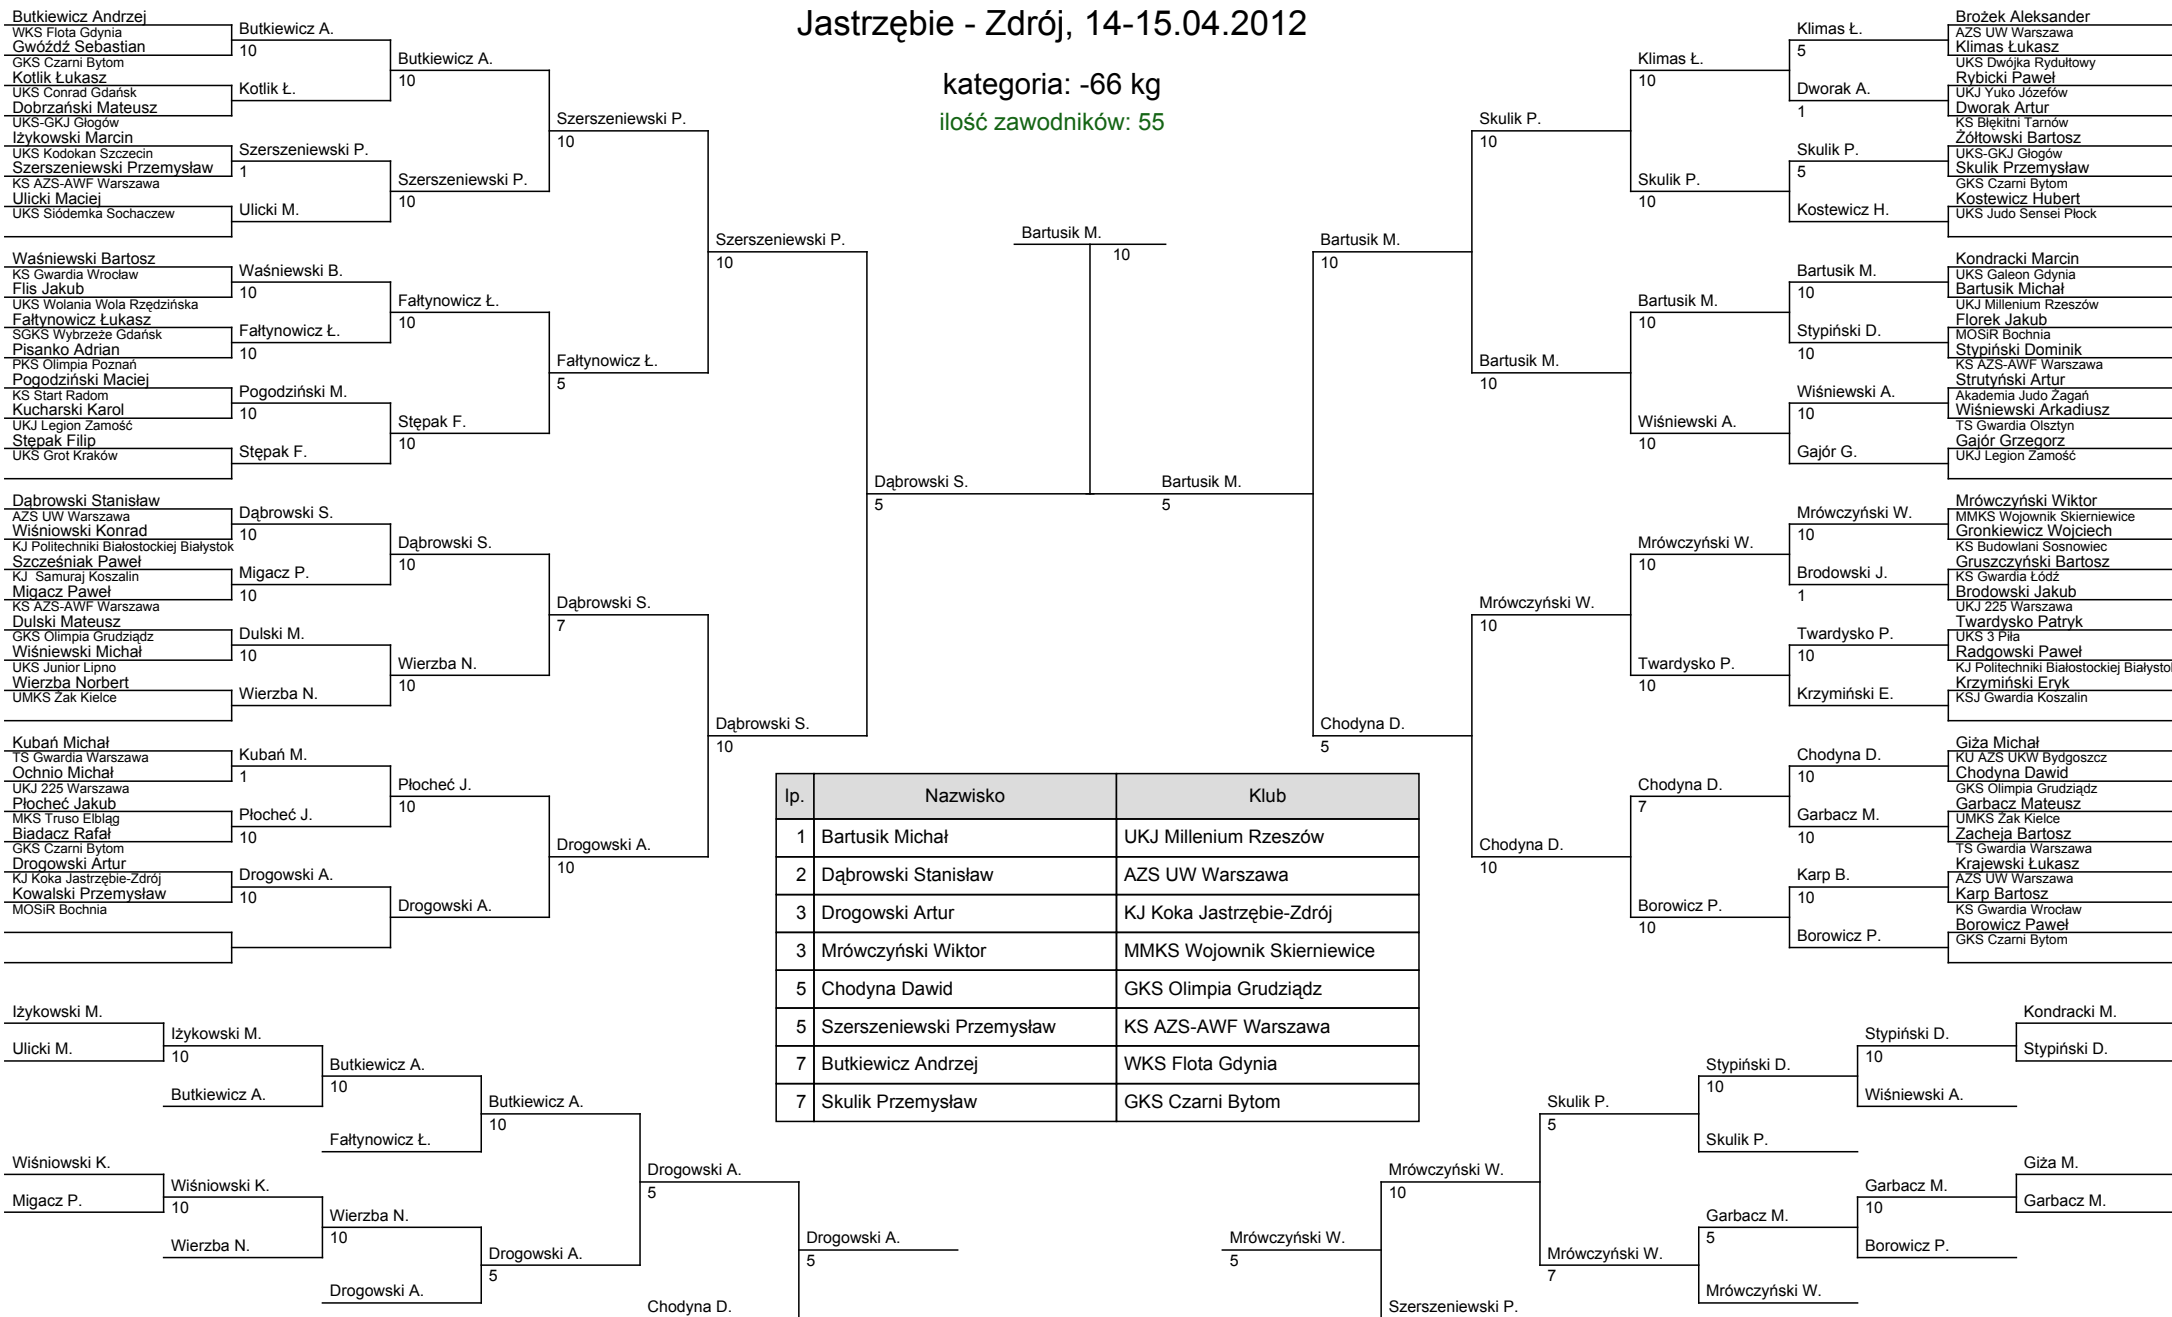 Jastrzębie - Zdrój, 14-15.04.2012
kategoria: -66 kg
ilość zawodników: 55
Butkiewicz Andrzej
WKS Flota Gdynia
Gwóźdź Sebastian
GKS Czarni Bytom
Kotlik Łukasz
UKS Conrad Gdańsk
Dobrzański Mateusz
UKS-GKJ Głogów
Iżykowski Marcin
UKS Kodokan Szczecin
Szerszeniewski Przemysław
KS AZS-AWF Warszawa
Ulicki Maciej
UKS Siódemka Sochaczew
Waśniewski Bartosz
KS Gwardia Wrocław
Flis Jakub
UKS Wolania Wola Rzędzińska
Fałtynowicz Łukasz
SGKS Wybrzeże Gdańsk
Pisanko Adrian
PKS Olimpia Poznań
Pogodziński Maciej
KS Start Radom
Kucharski Karol
UKJ Legion Zamość
Stępak Filip
UKS Grot Kraków
Dąbrowski Stanisław
AZS UW Warszawa
Wiśniowski Konrad
KJ Politechniki Białostockiej Białystok
Szcześniak Paweł
KJ  Samuraj Koszalin
Migacz Paweł
KS AZS-AWF Warszawa
Dulski Mateusz
GKS Olimpia Grudziądz
Wiśniewski Michał
UKS Junior Lipno
Wierzba Norbert
UMKS Żak Kielce
Kubań Michał
TS Gwardia Warszawa
Ochnio Michał
UKJ 225 Warszawa
Płocheć Jakub
MKS Truso Elbląg
Biadacz Rafał
GKS Czarni Bytom
Drogowski Artur
KJ Koka Jastrzębie-Zdrój
Kowalski Przemysław
MOSiR Bochnia
Butkiewicz A.
10
Kotlik Ł.
Szerszeniewski P.
1
Ulicki M.
Waśniewski B.
10
Fałtynowicz Ł.
10
Pogodziński M.
10
Stępak F.
Dąbrowski S.
10
Migacz P.
10
Dulski M.
10
Wierzba N.
Kubań M.
1
Płocheć J.
10
Drogowski A.
10
Butkiewicz A.
10
Szerszeniewski P.
10
Fałtynowicz Ł.
10
Stępak F.
10
Dąbrowski S.
10
Wierzba N.
10
Płocheć J.
10
Drogowski A.
Szerszeniewski P.
10
Fałtynowicz Ł.
5
Dąbrowski S.
7
Drogowski A.
10
Szerszeniewski P.
10
Dąbrowski S.
10
Dąbrowski S.
5
Bartusik M.
10
Bartusik M.
5
Bartusik M.
10
Chodyna D.
5
Skulik P.
10
Bartusik M.
10
Mrówczyński W.
10
Chodyna D.
10
Klimas Ł.
10
Skulik P.
10
Bartusik M.
10
Wiśniewski A.
10
Mrówczyński W.
10
Twardysko P.
10
Chodyna D.
7
Borowicz P.
10
Klimas Ł.
5
Dworak A.
1
Skulik P.
5
Kostewicz H.
Bartusik M.
10
Stypiński D.
10
Wiśniewski A.
10
Gajór G.
Mrówczyński W.
10
Brodowski J.
1
Twardysko P.
10
Krzymiński E.
Chodyna D.
10
Garbacz M.
10
Karp B.
10
Borowicz P.
Brożek Aleksander
AZS UW Warszawa
Klimas Łukasz
UKS Dwójka Rydułtowy
Rybicki Paweł
UKJ Yuko Józefów
Dworak Artur
KS Błękitni Tarnów
Żółtowski Bartosz
UKS-GKJ Głogów
Skulik Przemysław
GKS Czarni Bytom
Kostewicz Hubert
UKS Judo Sensei Płock
Kondracki Marcin
UKS Galeon Gdynia
Bartusik Michał
UKJ Millenium Rzeszów
Florek Jakub
MOSiR Bochnia
Stypiński Dominik
KS AZS-AWF Warszawa
Strutyński Artur
Akademia Judo Żagań
Wiśniewski Arkadiusz
TS Gwardia Olsztyn
Gajór Grzegorz
UKJ Legion Zamość
Mrówczyński Wiktor
MMKS Wojownik Skierniewice
Gronkiewicz Wojciech
KS Budowlani Sosnowiec
Gruszczyński Bartosz
KS Gwardia Łódź
Brodowski Jakub
UKJ 225 Warszawa
Twardysko Patryk
UKS 3 Piła
Radgowski Paweł
KJ Politechniki Białostockiej Białystok
Krzymiński Eryk
KSJ Gwardia Koszalin
Giża Michał
KU AZS UKW Bydgoszcz
Chodyna Dawid
GKS Olimpia Grudziądz
Garbacz Mateusz
UMKS Żak Kielce
Zacheja Bartosz
TS Gwardia Warszawa
Krajewski Łukasz
AZS UW Warszawa
Karp Bartosz
KS Gwardia Wrocław
Borowicz Paweł
GKS Czarni Bytom
lp. Nazwisko Klub
1 Bartusik Michał UKJ Millenium Rzeszów
2 Dąbrowski Stanisław AZS UW Warszawa
3 Drogowski Artur KJ Koka Jastrzębie-Zdrój
3 Mrówczyński Wiktor MMKS Wojownik Skierniewice
5 Chodyna Dawid GKS Olimpia Grudziądz
5 Szerszeniewski Przemysław KS AZS-AWF Warszawa
7 Butkiewicz Andrzej WKS Flota Gdynia
7 Skulik Przemysław GKS Czarni Bytom
Iżykowski M.
Ulicki M.
Wiśniowski K.
Migacz P.
Iżykowski M.
10
Butkiewicz A.
Wiśniowski K.
10
Wierzba N.
Butkiewicz A.
10
Fałtynowicz Ł.
Wierzba N.
10
Drogowski A.
Butkiewicz A.
10
Drogowski A.
5
Drogowski A.
5
Chodyna D.
Drogowski A.
5
Mrówczyński W.
5
Mrówczyński W.
10
Szerszeniewski P.
Skulik P.
5
Mrówczyński W.
7
Stypiński D.
10
Skulik P.
Garbacz M.
5
Mrówczyński W.
Stypiński D.
10
Wiśniewski A.
Garbacz M.
10
Borowicz P.
Kondracki M.
Stypiński D.
Giża M.
Garbacz M.